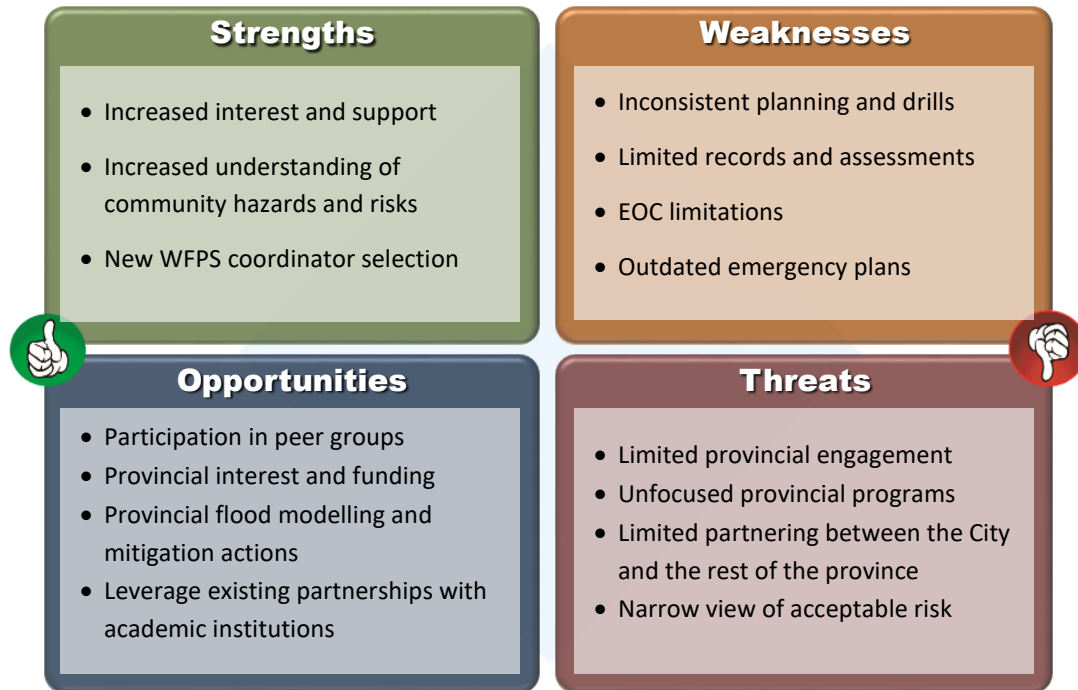 Strengths
• Increased interest and support
• Increased understanding of
community hazards and risks
• New WFPS coordinator selection
Weaknesses
• Inconsistent planning and drills
• Limited records and assessments
• EOC limitations
• Outdated emergency plans
Opportunities
• Participation in peer groups
• Provincial interest and funding
• Provincial flood modelling and
mitigation actions
• Leverage existing partnerships with
academic institutions
Threats
• Limited provincial engagement
• Unfocused provincial programs
• Limited partnering between the City
and the rest of the province
• Narrow view of acceptable risk